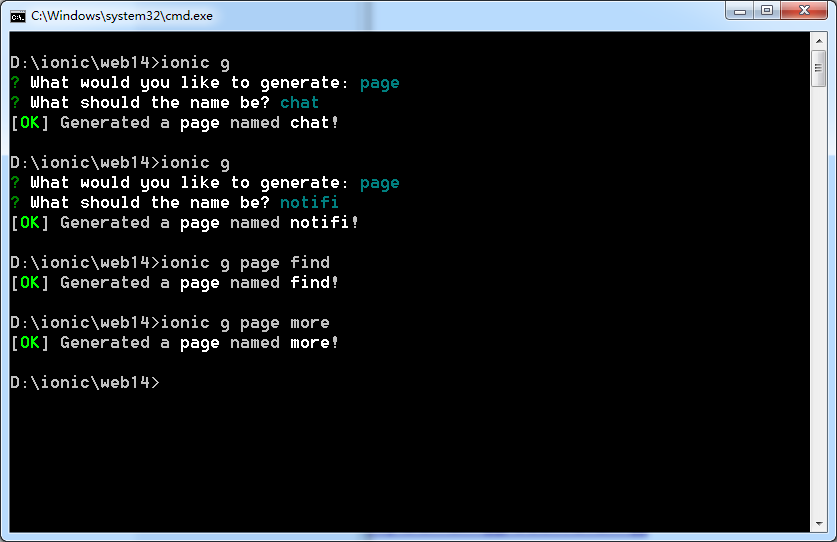 C:\Windows\system32\cmd.exe
D:\ionic\web14>ionic g
? What would you like to generate: page
? What should the name be? chat
[OK] Generated a page named chat!
D:\ionic\web14>ionic g
? What would you like to generate: page
? What should the name be? notifi
[OK] Generated a page named notifi!
D:\ionic\web14>ionic g page find
[OK] Generated a page named find!
D:\ionic\web14>ionic g page more
[OK] Generated a page named more!
D:\ionic\web14>